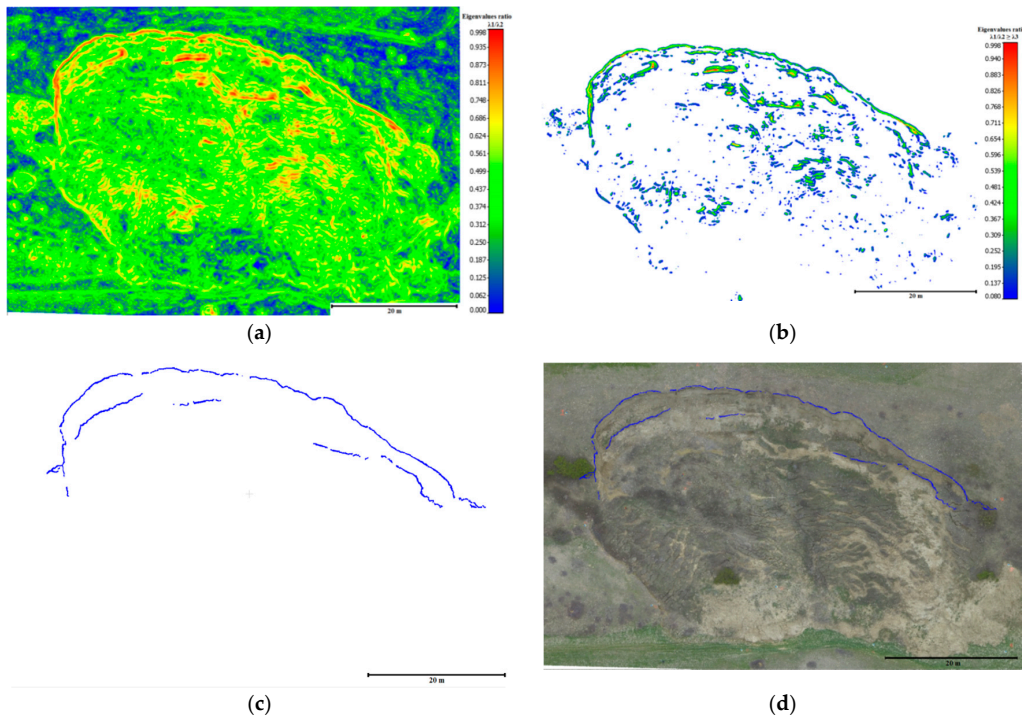 Eigenvalues ratio
λ1/λ2
0.998
0.935
0.873
0.811
0.748
0.686
0.623
0.561
0.499
0.437
0.374
0.312
0.250
0.187
0.125
0.062
0.000
20 m
(a)
Eigenvalues ratio
λ1/λ2 ≥ λ3
0.998
0.940
0.883
0.826
0.768
0.711
0.653
0.596
0.539
0.481
0.424
0.367
0.309
0.252
0.195
0.137
0.080
20 m
(b)
20 m
(c)
20 m
(d)